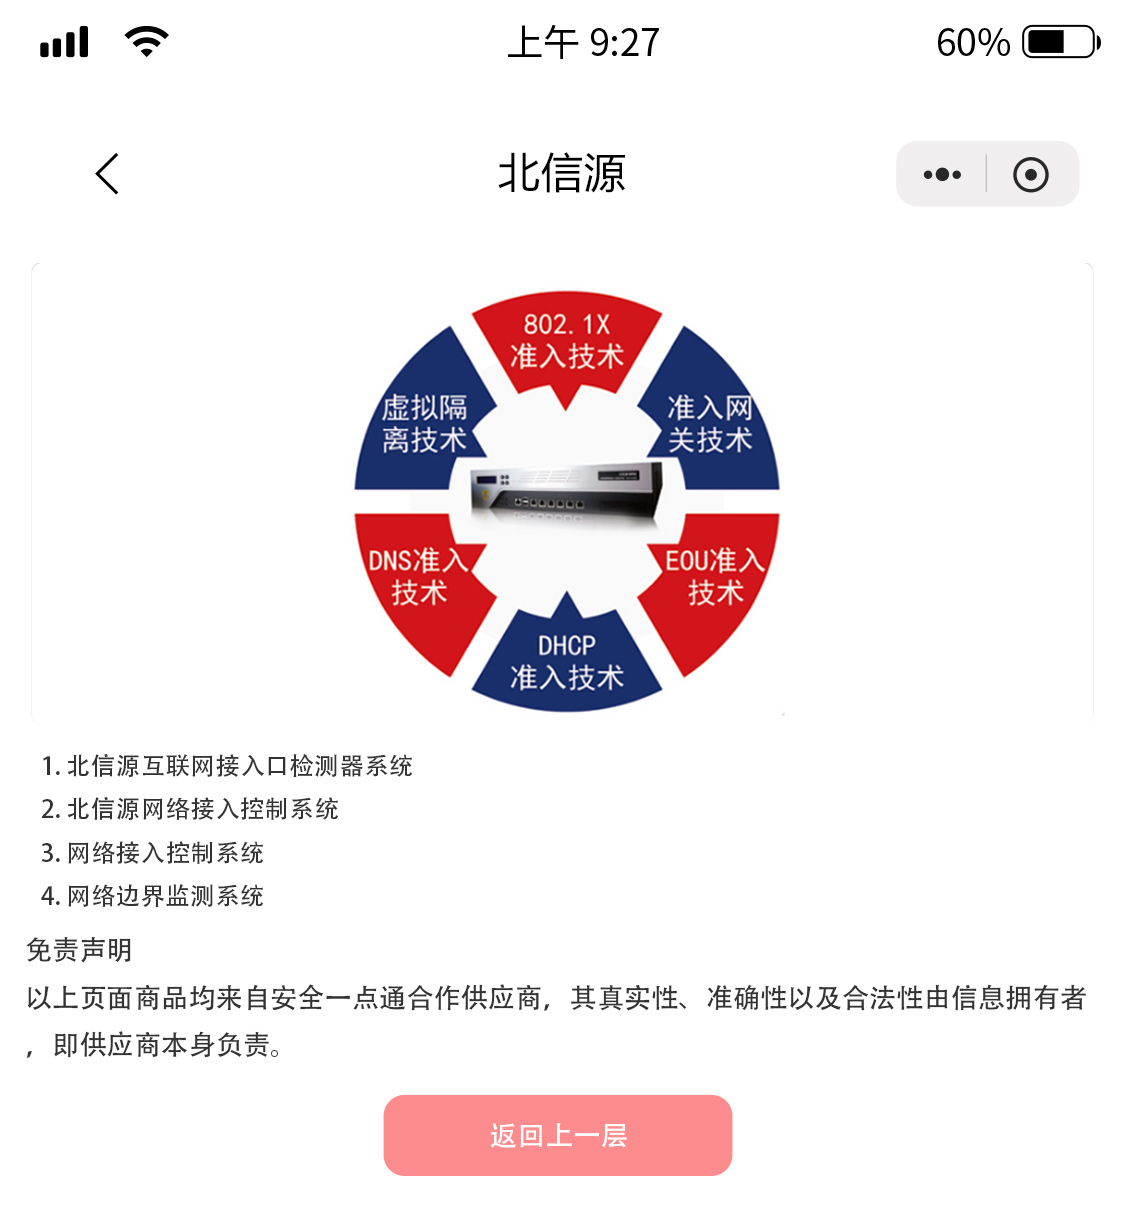 上午 9:27
60%
北信源
802.1X
准入技术
虚拟隔
离技术
准入网
关技术
DNS准入
技术
EOU准入
技术
DHCP
准入技术
1. 北信源互联网接入口检测器系统
2. 北信源网络接入控制系统
3. 网络接入控制系统
4. 网络边界监测系统
免责声明
以上页面商品均来自安全一点通合作供应商，其真实性、准确性以及合法性由信息拥有者
，即供应商本身负责。
返回上一层